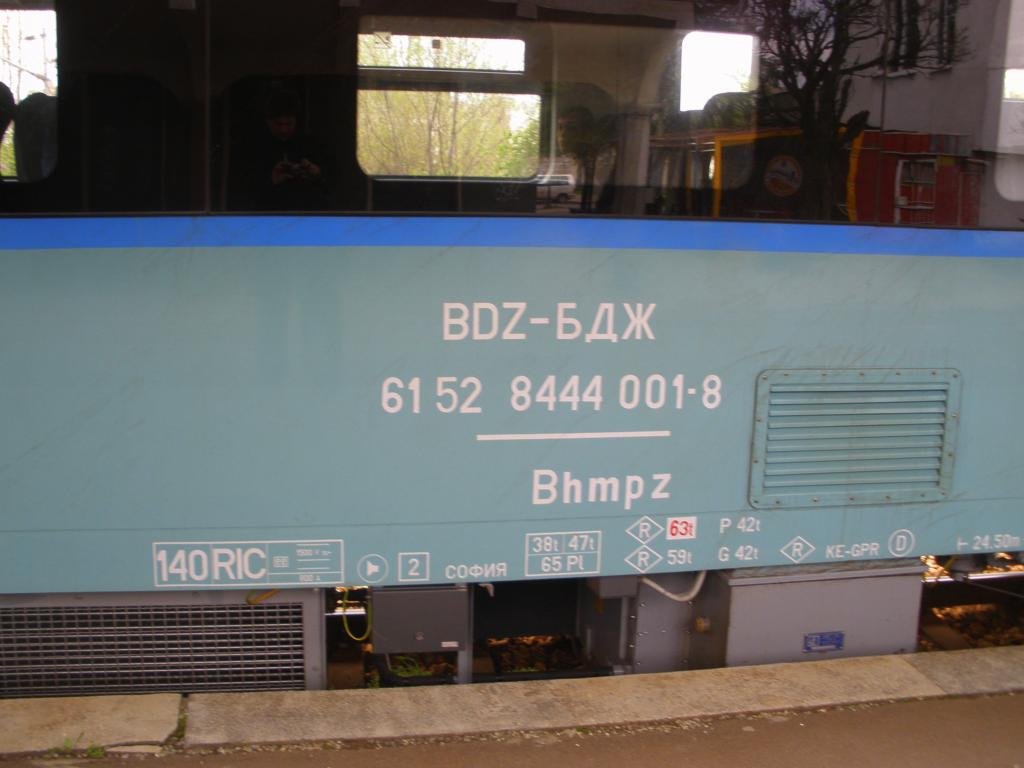 BDZ-БДЖ
61 52 8444 001-8
Bhmpz
140 RIC 1500 V
2 СОФИЯ
38t 47t
65 Pl
R 63t
R 59t
P 42t
G 42t
R KE-GPR D
24.50m